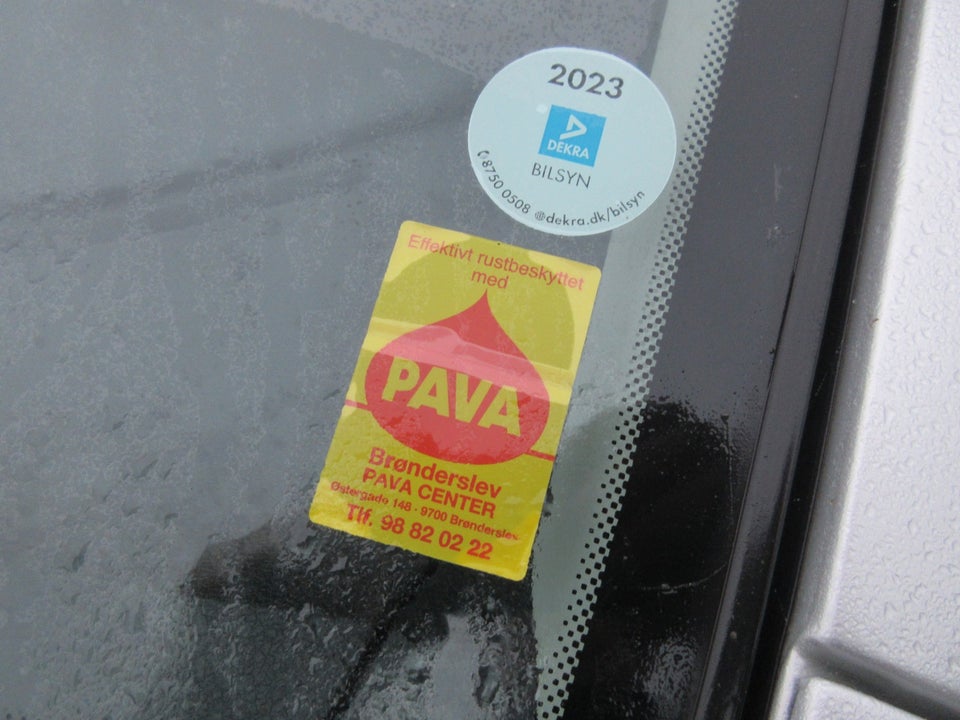 2023
DEKRA
BILSYN
8750 0508 @dekra.dk/bilsyn
Effektivt rustbeskyttet
med
PAVA
Brønderslev
PAVA CENTER
Østergade 148 - 9700 Brønderslev
Tlf. 98 82 02 22